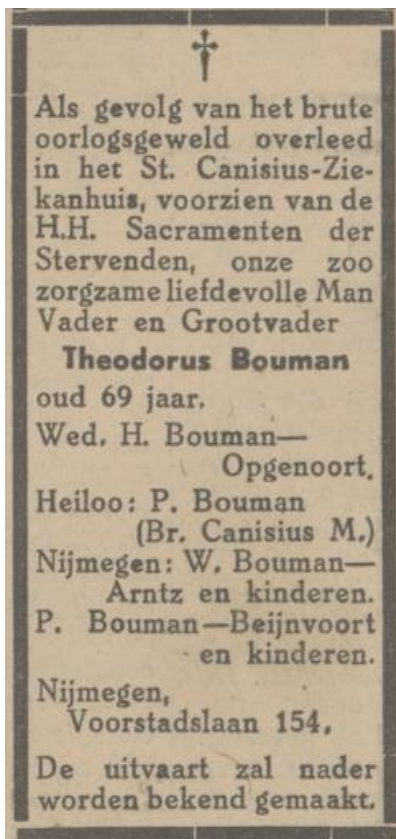 Als gevolg van het brute
oorlogsgeweld overleed
in het St. Canisius-Zie-
kanhuis, voorzien van de
H.H. Sacramenten der
Stervenden, onze zoo
zorgzame liefdevolle Man
Vader en Grootvader
Theodorus Bouman
oud 69 jaar.
Wed. H. Bouman—
Opgenoort.
Heiloo: P. Bouman
(Br. Canisius M.)
Nijmegen: W. Bouman—
Arntz en kinderen.
P. Bouman—Beijnvoort
en kinderen.
Nijmegen,
Voorstadslaan 154.
De uitvaart zal nader
worden bekend gemaakt.